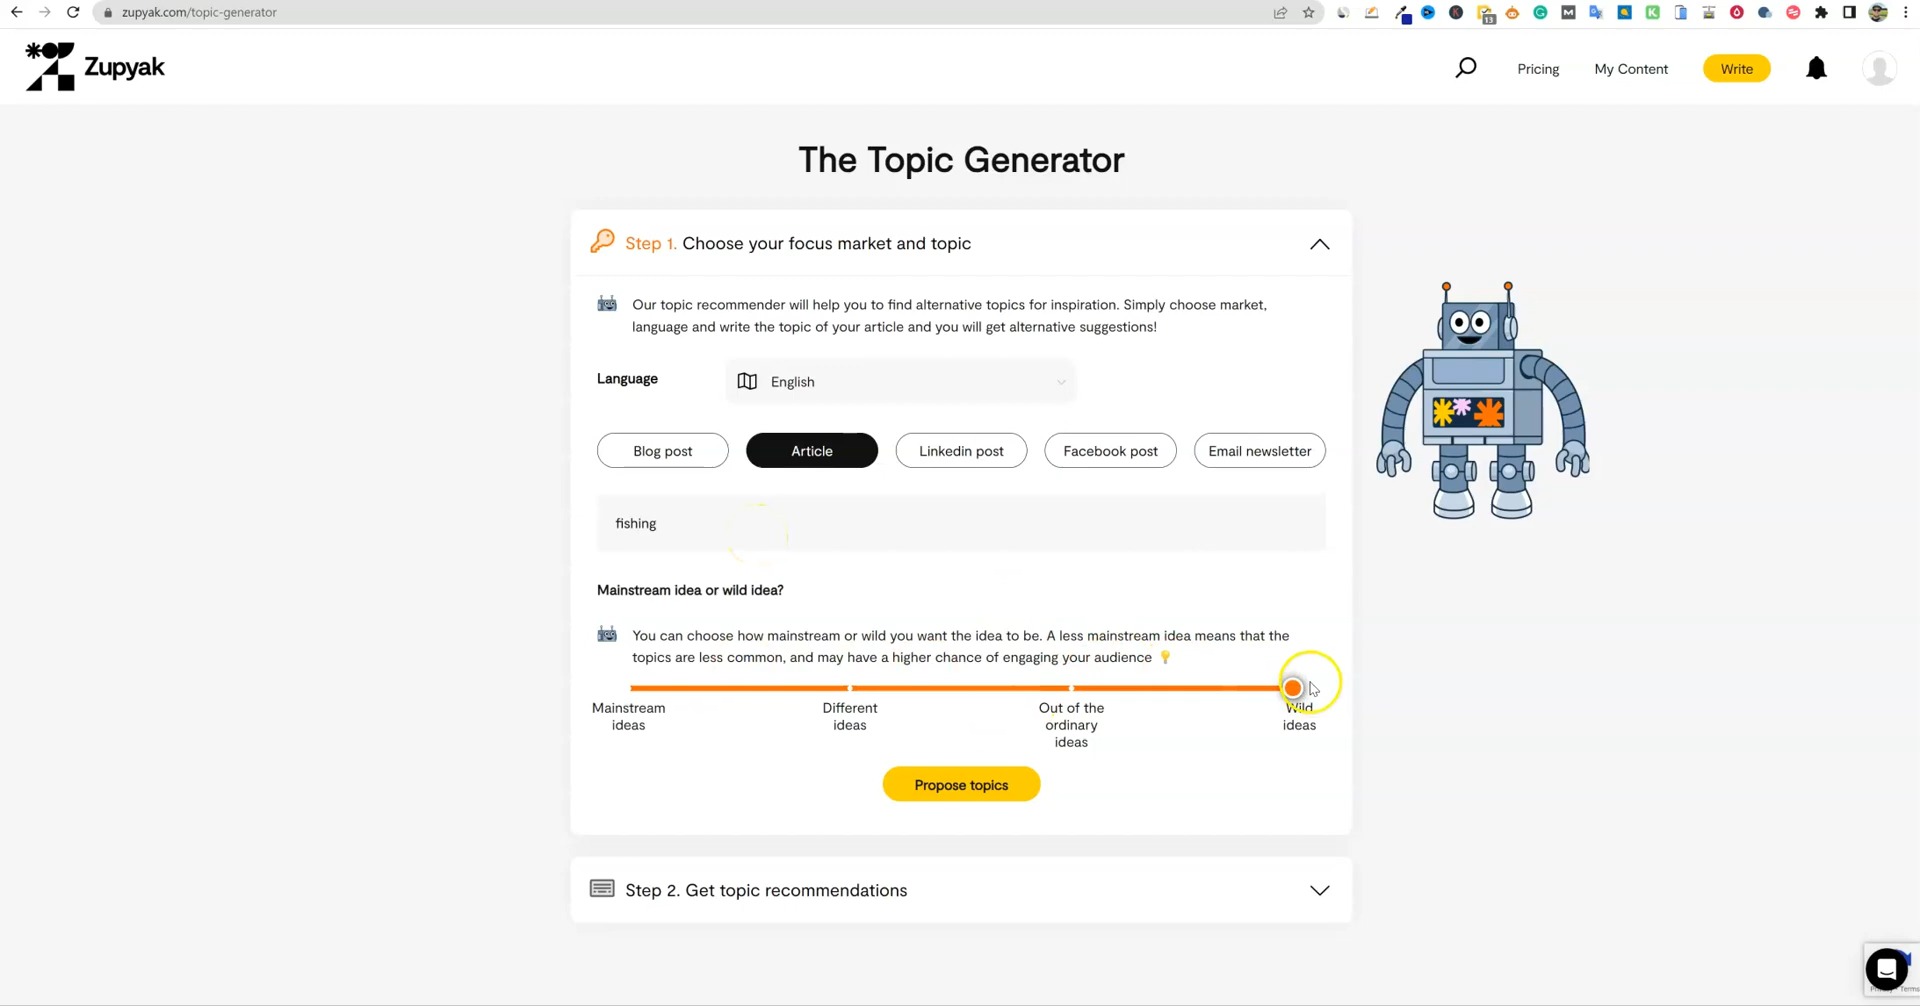 zupyak.com/topic-generator
13
Zupyak
Pricing
My Content
Write
The Topic Generator
Step 1. Choose your focus market and topic
Our topic recommender will help you to find alternative topics for inspiration. Simply choose market,
language and write the topic of your article and you will get alternative suggestions!
Language
English
Blog post
Article
Linkedin post
Facebook post
Email newsletter
fishing
Mainstream idea or wild idea?
You can choose how mainstream or wild you want the idea to be. A less mainstream idea means that the
topics are less common, and may have a higher chance of engaging your audience
Mainstream
ideas
Different
ideas
Out of the
ordinary
ideas
Wild
ideas
Propose topics
Step 2. Get topic recommendations